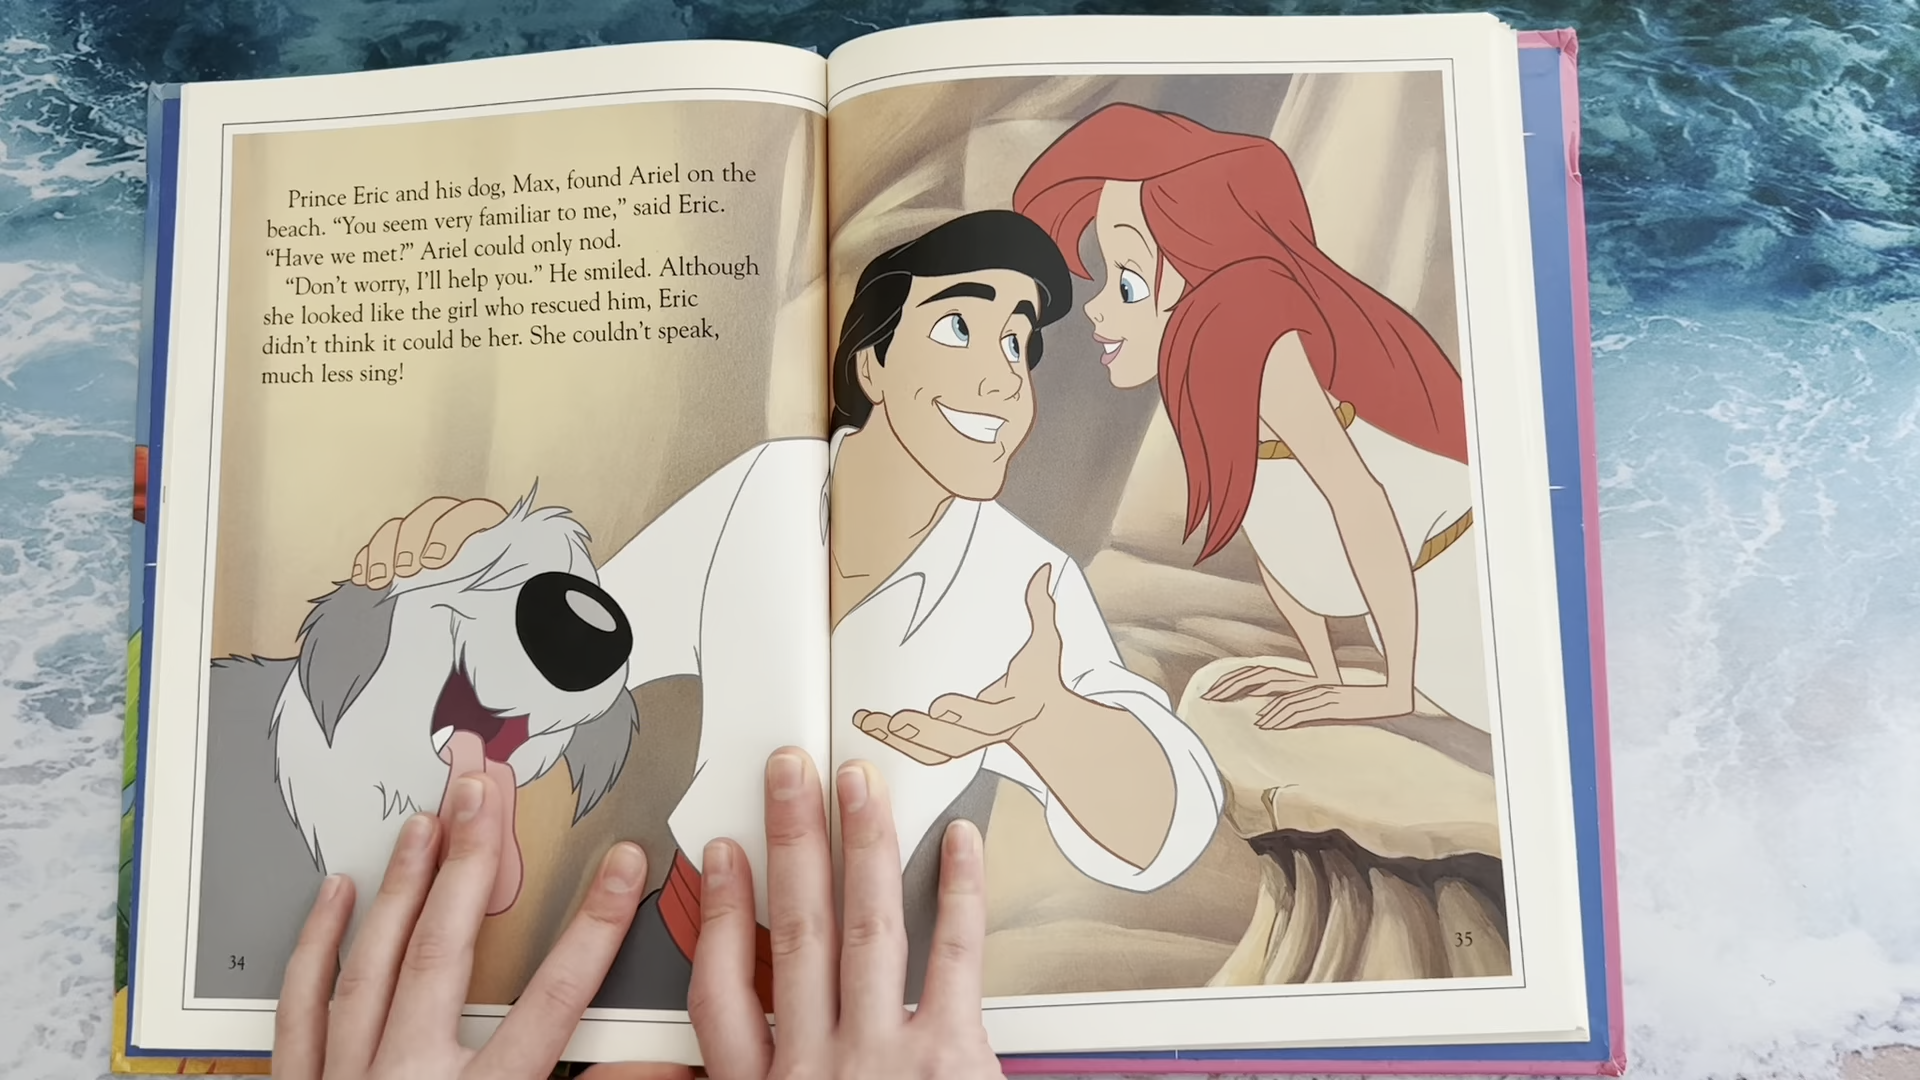 Prince Eric and his dog, Max, found Ariel on the
beach. “You seem very familiar to me,” said Eric.
“Have we met?” Ariel could only nod.
“Don’t worry, I’ll help you.” He smiled. Although
she looked like the girl who rescued him, Eric
didn’t think it could be her. She couldn’t speak,
much less sing!
34
35